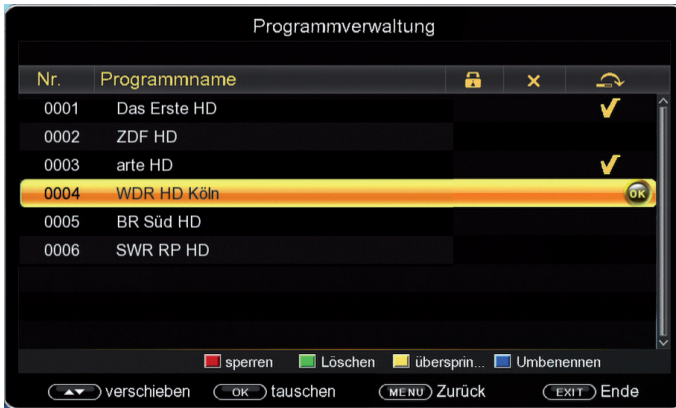 Programmverwaltung
Nr. Programmname
0001 Das Erste HD
0002 ZDF HD
0003 arte HD
0004 WDR HD Köln OK
0005 BR Süd HD
0006 SWR RP HD
sperren Löschen übersprin... Umbenennen
verschieben OK tauschen MENU Zurück EXIT Ende